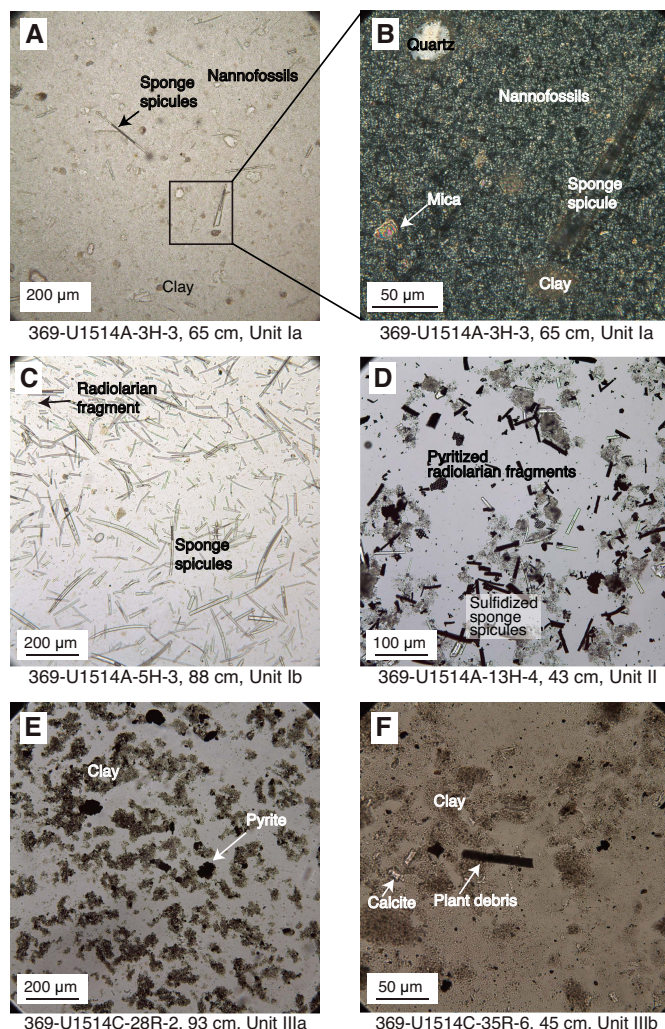 A
Sponge
spicules
Nannofossils
Clay
200 µm
369-U1514A-3H-3, 65 cm, Unit Ia
B
Quartz
Nannofossils
Sponge
spicule
Mica
Clay
50 µm
369-U1514A-3H-3, 65 cm, Unit Ia
C
Radiolarian
fragment
Sponge
spicules
200 µm
369-U1514A-5H-3, 88 cm, Unit Ib
D
Pyritized
radiolarian fragments
Sulfidized
sponge
spicules
100 µm
369-U1514A-13H-4, 43 cm, Unit II
E
Clay
Pyrite
200 µm
369-U1514C-28R-2, 93 cm, Unit IIIa
F
Clay
Calcite
Plant debris
50 µm
369-U1514C-35R-6, 45 cm, Unit IIIb